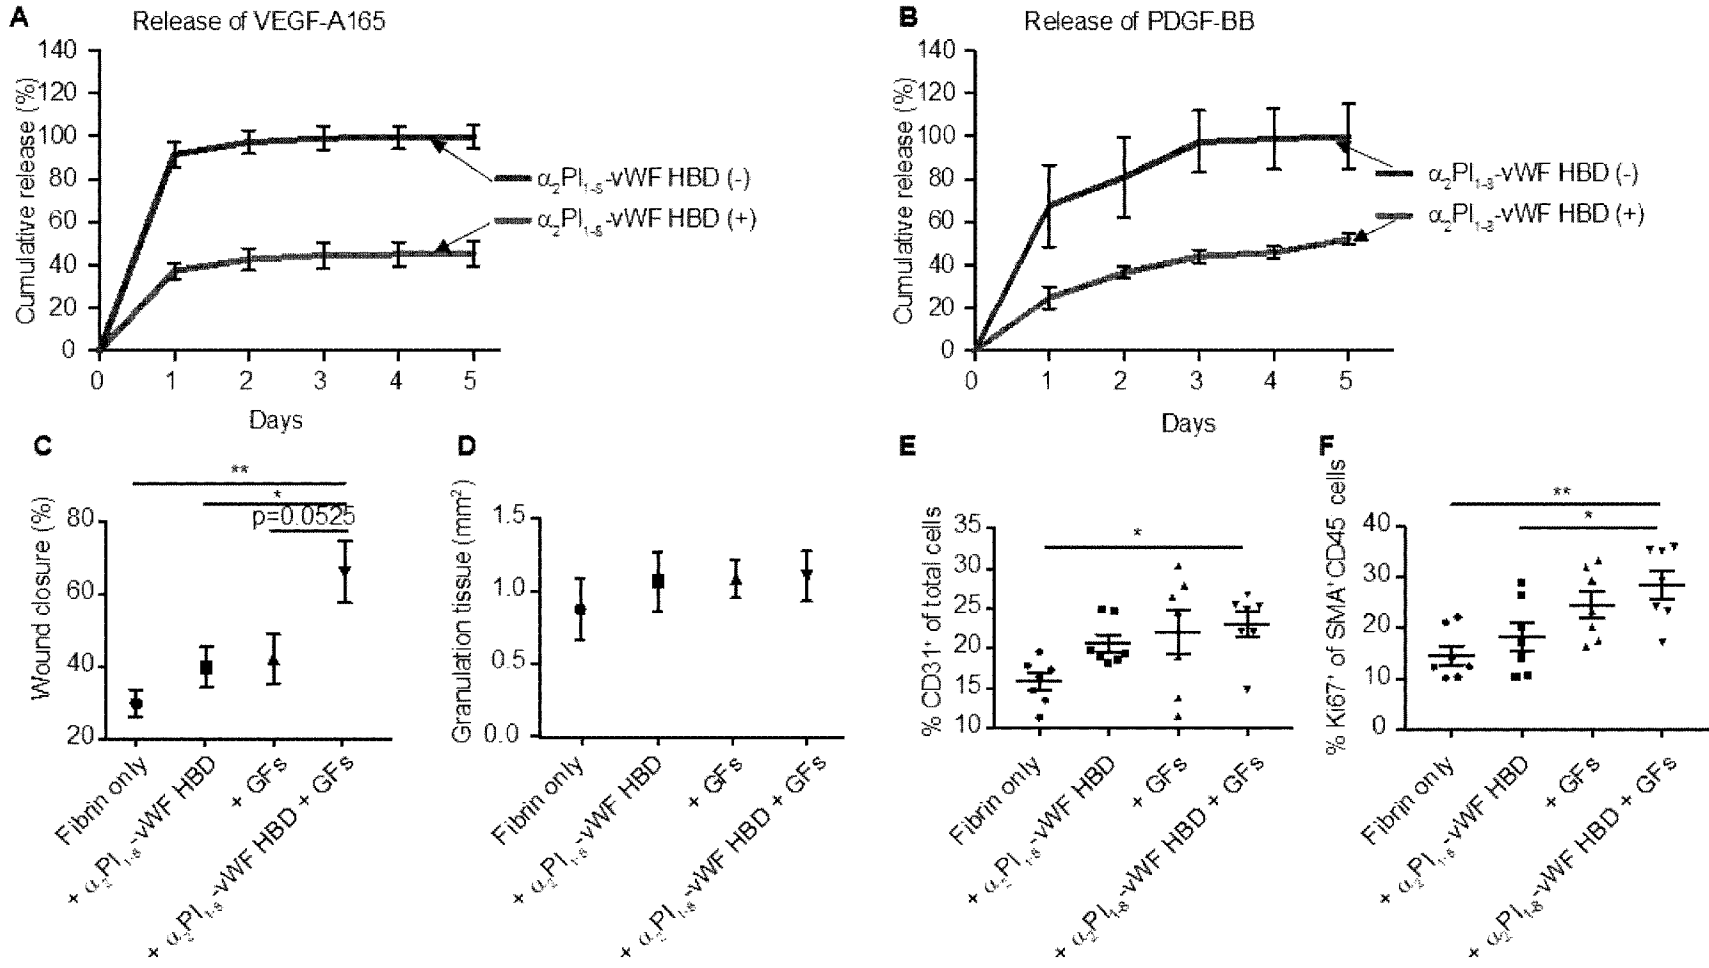 A
Release of VEGF-A165
Cumulative release (%)
140
120
100
80
60
40
20
0
0 1 2 3 4 5
Days
α2PI1-8-vWF HBD (-)
α2PI1-8-vWF HBD (+)
B
Release of PDGF-BB
Cumulative release (%)
140
120
100
80
60
40
20
0
0 1 2 3 4 5
Days
α2PI1-8-vWF HBD (-)
α2PI1-8-vWF HBD (+)
C
**
*
p=0.0525
Wound closure (%)
80
60
40
20
Fibrin only
+ α2PI1-8-vWF HBD
+ GFs
+ α2PI1-8-vWF HBD + GFs
D
Granulation tissue (mm2)
1.5
1.0
0.5
0.0
Fibrin only
+ α2PI1-8-vWF HBD
+ GFs
+ α2PI1-8-vWF HBD + GFs
E
*
% CD31+ of total cells
35
30
25
20
15
10
Fibrin only
+ α2PI1-8-vWF HBD
+ GFs
+ α2PI1-8-vWF HBD + GFs
F
**
*
% Ki67+ of SMA+ CD45 cells
40
30
20
10
0
Fibrin only
+ α2PI1-8-vWF HBD
+ GFs
+ α2PI1-8-vWF HBD + GFs